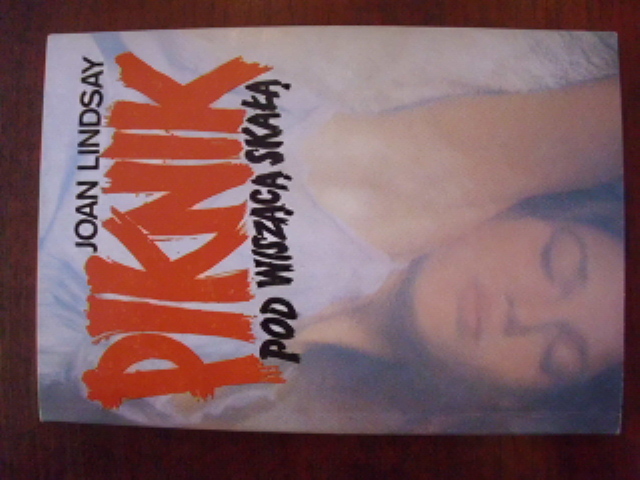 JOAN LINDSAY
PIKNIK
POD WISZĄCĄ SKAŁĄ